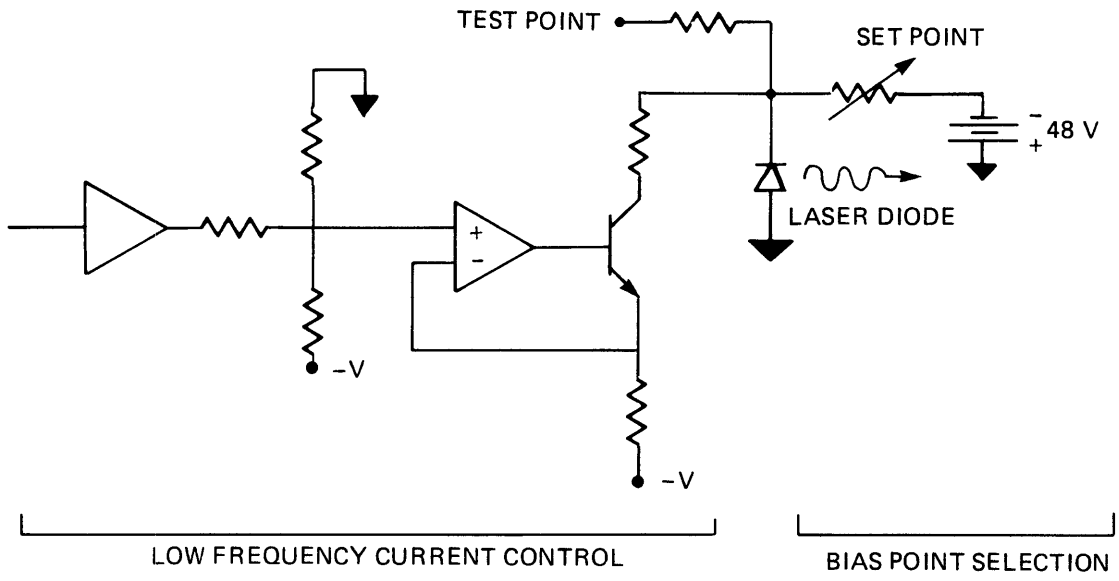 TEST POINT
SET POINT
-
48 V
+
LASER DIODE
+
-
-V
-V
LOW FREQUENCY CURRENT CONTROL
BIAS POINT SELECTION